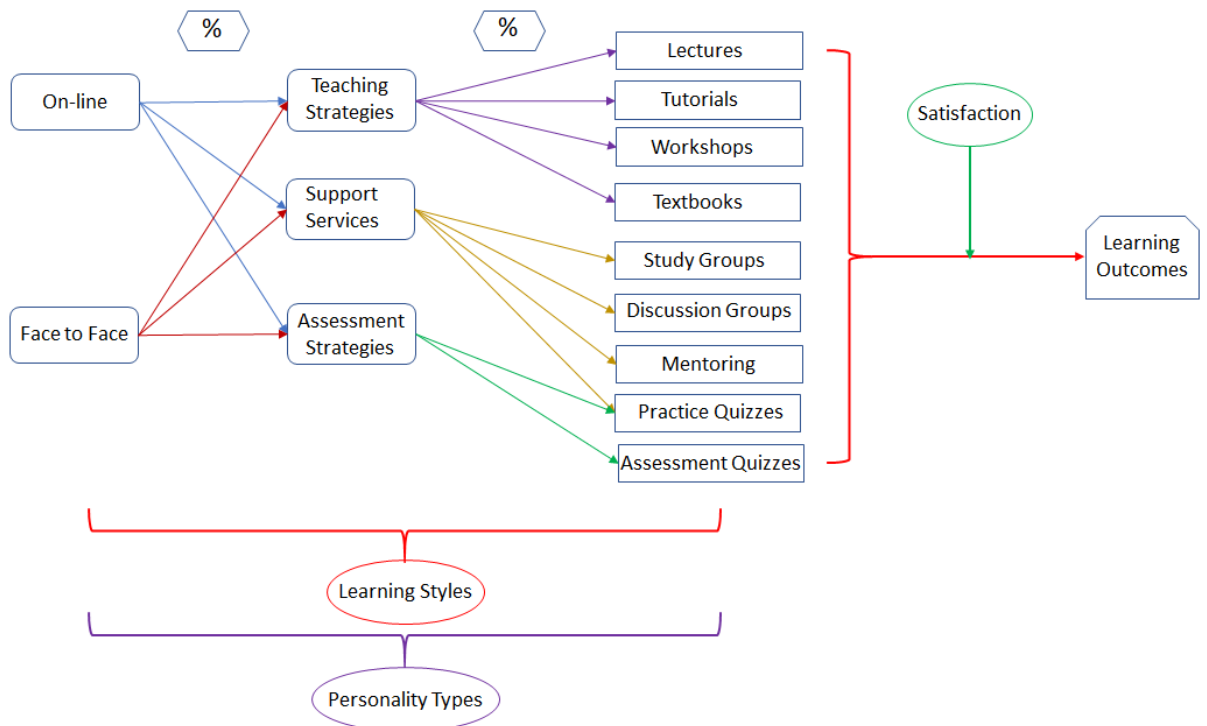 %
%
On-line
Face to Face
Teaching
Strategies
Support
Services
Assessment
Strategies
Lectures
Tutorials
Workshops
Textbooks
Study Groups
Discussion Groups
Mentoring
Practice Quizzes
Assessment Quizzes
Satisfaction
Learning
Outcomes
Learning Styles
Personality Types